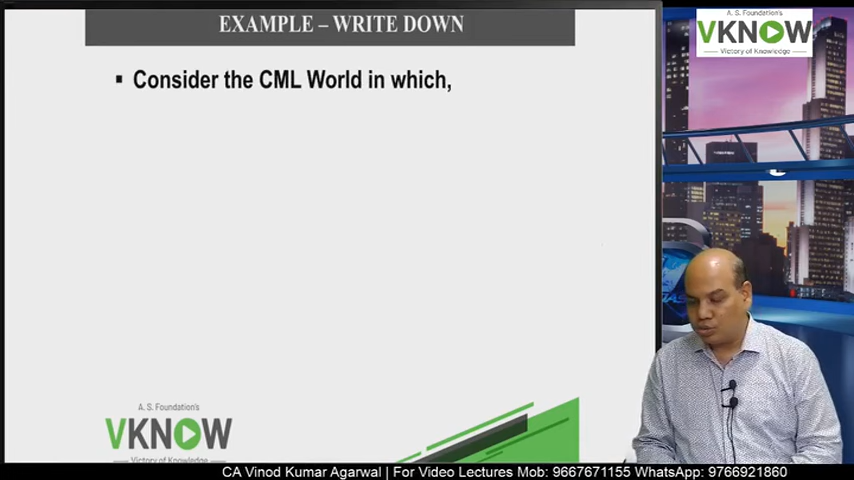 EXAMPLE – WRITE DOWN
▪ Consider the CML World in which,
A. S. Foundation's
VKNOW
Victory of Knowledge
A. S. Foundation's
VKNOW
Victory of Knowledge
CA Vinod Kumar Agarwal | For Video Lectures Mob: 9667671155 WhatsApp: 9766921860